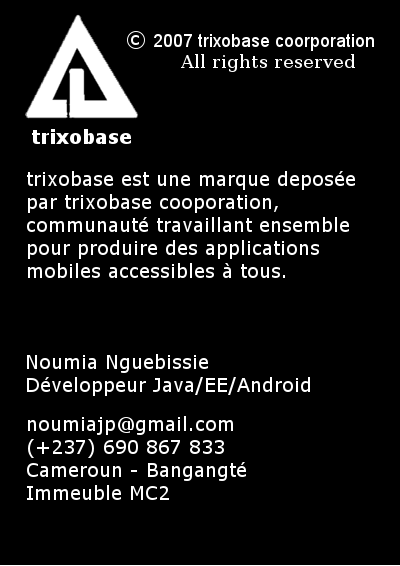 © 2007 trixobase coorporation
All rights reserved
trixobase
trixobase est une marque deposée
par trixobase cooporation,
communauté travaillant ensemble
pour produire des applications
mobiles accessibles à tous.
Noumia Nguebissie
Développeur Java/EE/Android
noumiajp@gmail.com
(+237) 690 867 833
Cameroun - Bangangté
Immeuble MC2